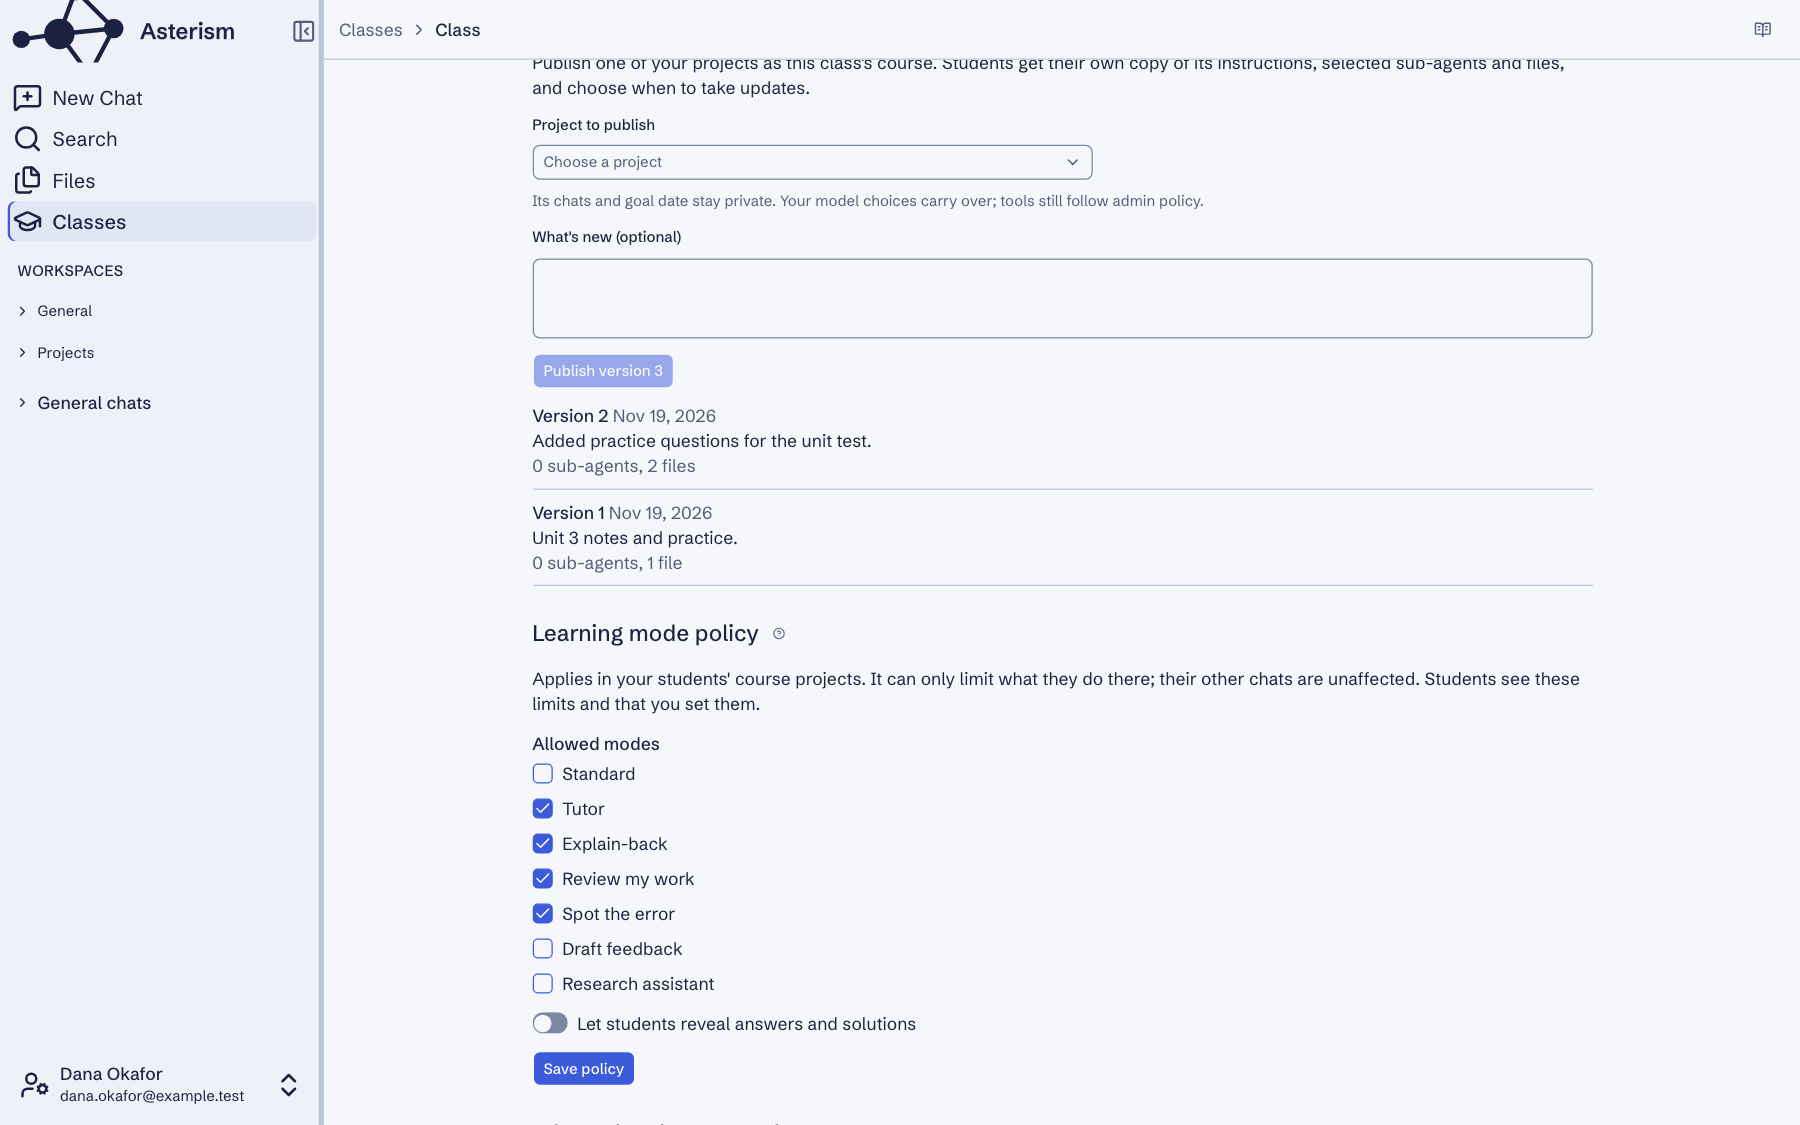 Asterism
New Chat
Search
Files
Classes
WORKSPACES
General
Projects
General chats
Dana Okafor
dana.okafor@example.test
Classes > Class
Publish one of your projects as this class's course. Students get their own copy of its instructions, selected sub-agents and files,
and choose when to take updates.
Project to publish
Choose a project
Its chats and goal date stay private. Your model choices carry over; tools still follow admin policy.
What's new (optional)
Publish version 3
Version 2 Nov 19, 2026
Added practice questions for the unit test.
0 sub-agents, 2 files
Version 1 Nov 19, 2026
Unit 3 notes and practice.
0 sub-agents, 1 file
Learning mode policy
Applies in your students' course projects. It can only limit what they do there; their other chats are unaffected. Students see these
limits and that you set them.
Allowed modes
Standard
Tutor
Explain-back
Review my work
Spot the error
Draft feedback
Research assistant
Let students reveal answers and solutions
Save policy